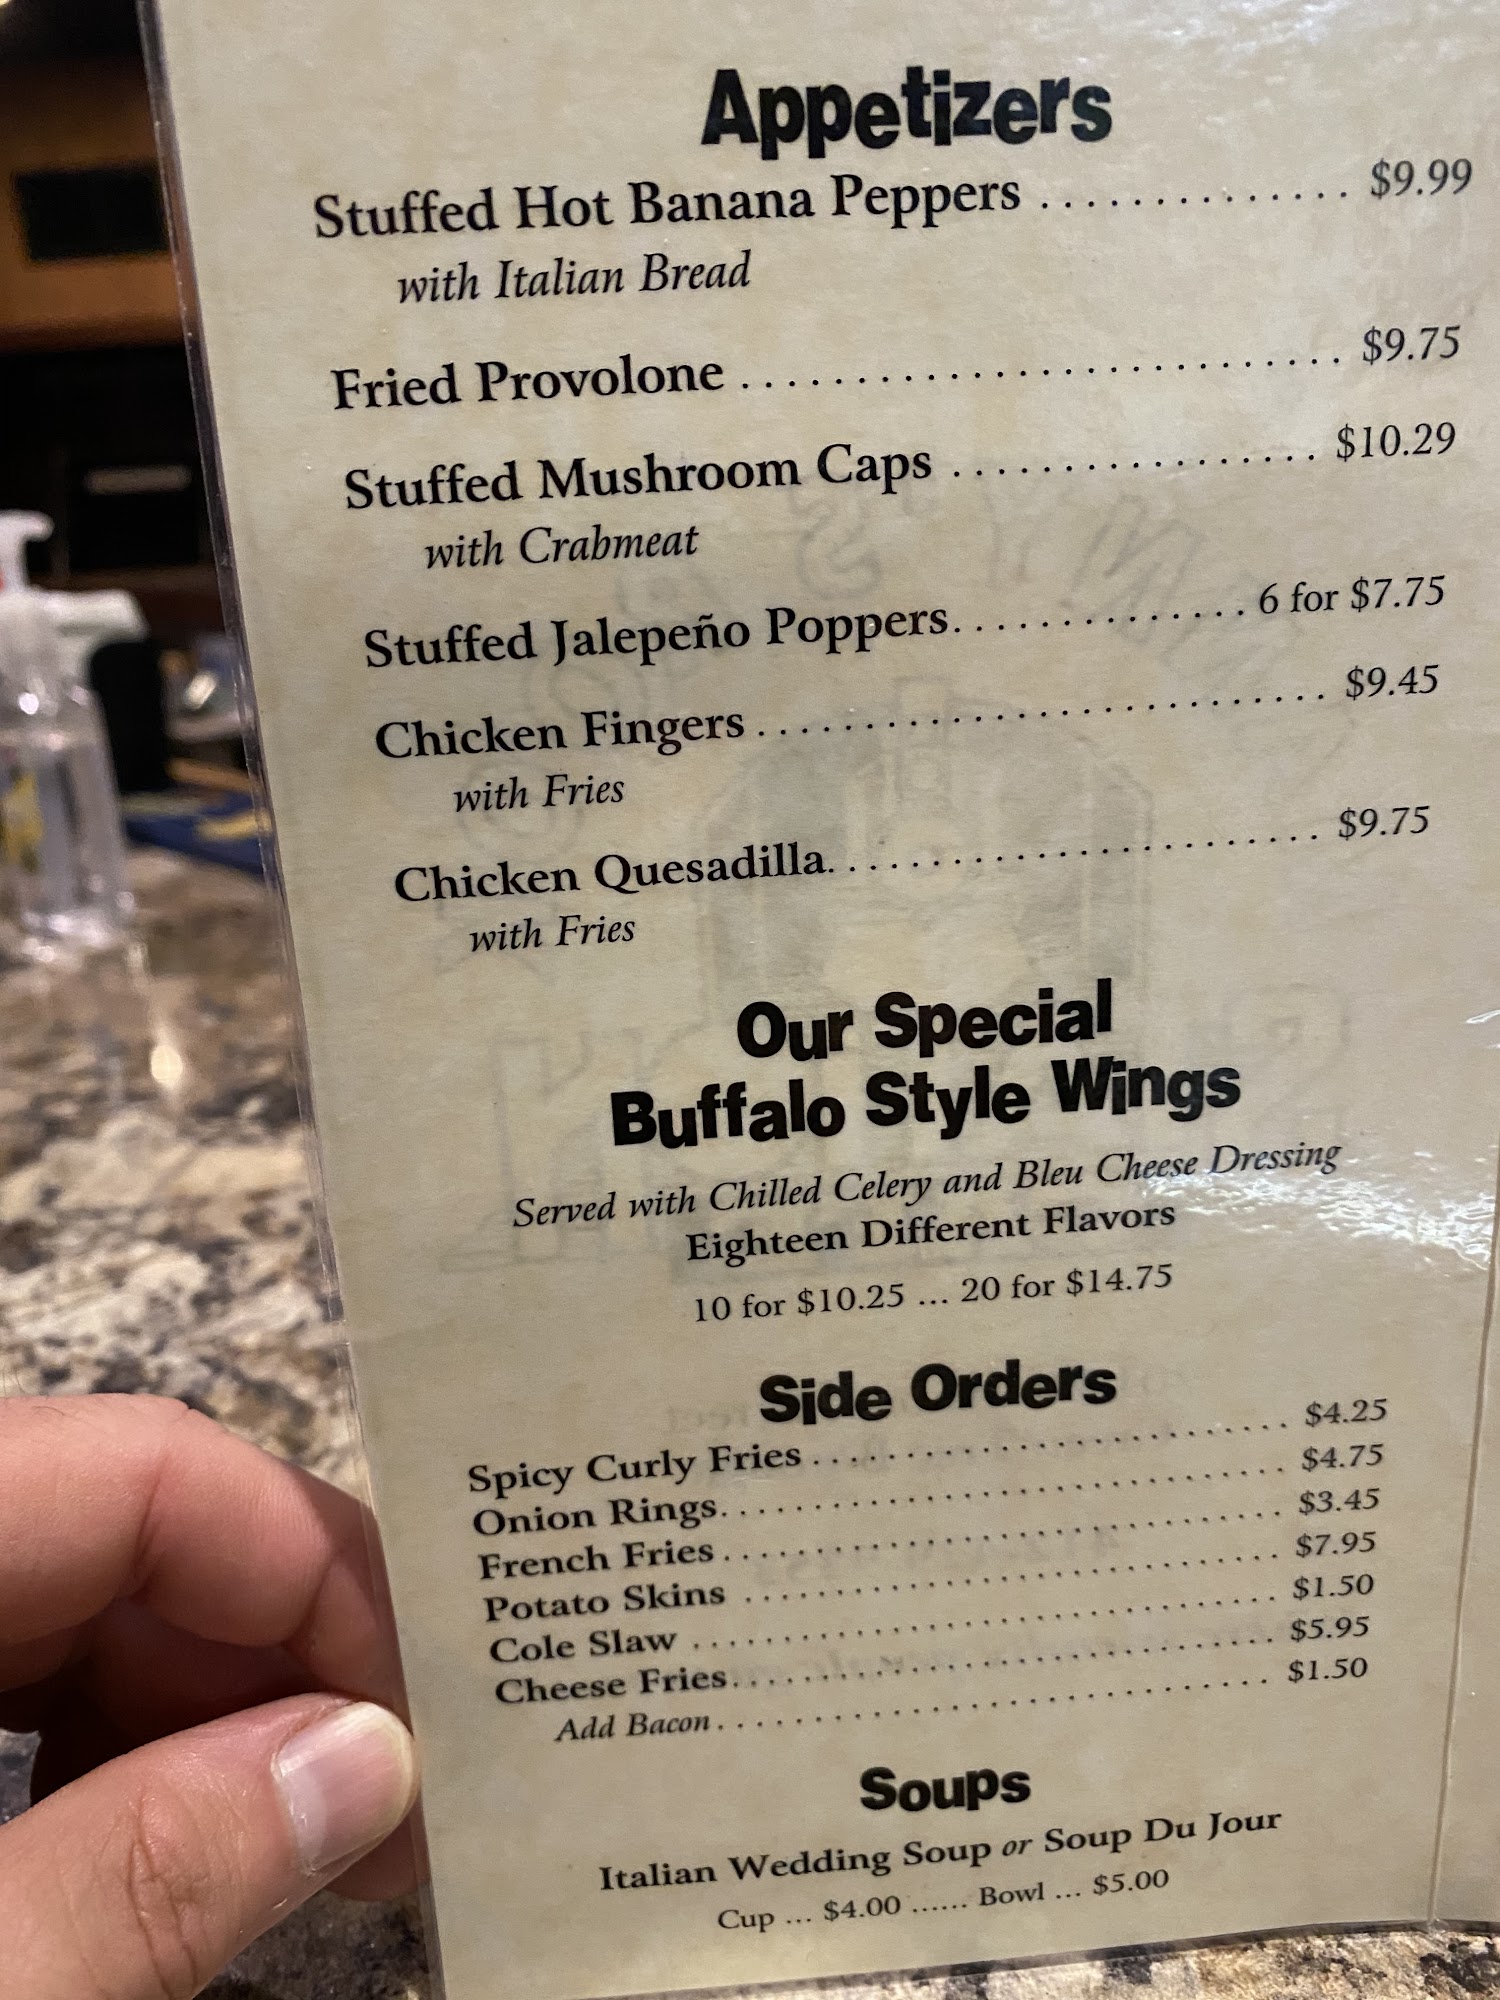 Appetizers
Stuffed Hot Banana Peppers .............. $9.99
with Italian Bread
Fried Provolone ........................... $9.75
Stuffed Mushroom Caps ................. $10.29
with Crabmeat
Stuffed Jalepeño Poppers.............. 6 for $7.75
Chicken Fingers .......................... $9.45
with Fries
Chicken Quesadilla........................ $9.75
with Fries
Our Special
Buffalo Style Wings
Served with Chilled Celery and Bleu Cheese Dressing
Eighteen Different Flavors
10 for $10.25 ... 20 for $14.75
Side Orders
Spicy Curly Fries ........................... $4.25
Onion Rings................................ $4.75
French Fries ................................ $3.45
Potato Skins .............................. $7.95
Cole Slaw ................................. $1.50
Cheese Fries............................... $5.95
Add Bacon............................... $1.50
Soups
Italian Wedding Soup or Soup Du Jour
Cup ... $4.00 ...... Bowl ... $5.00